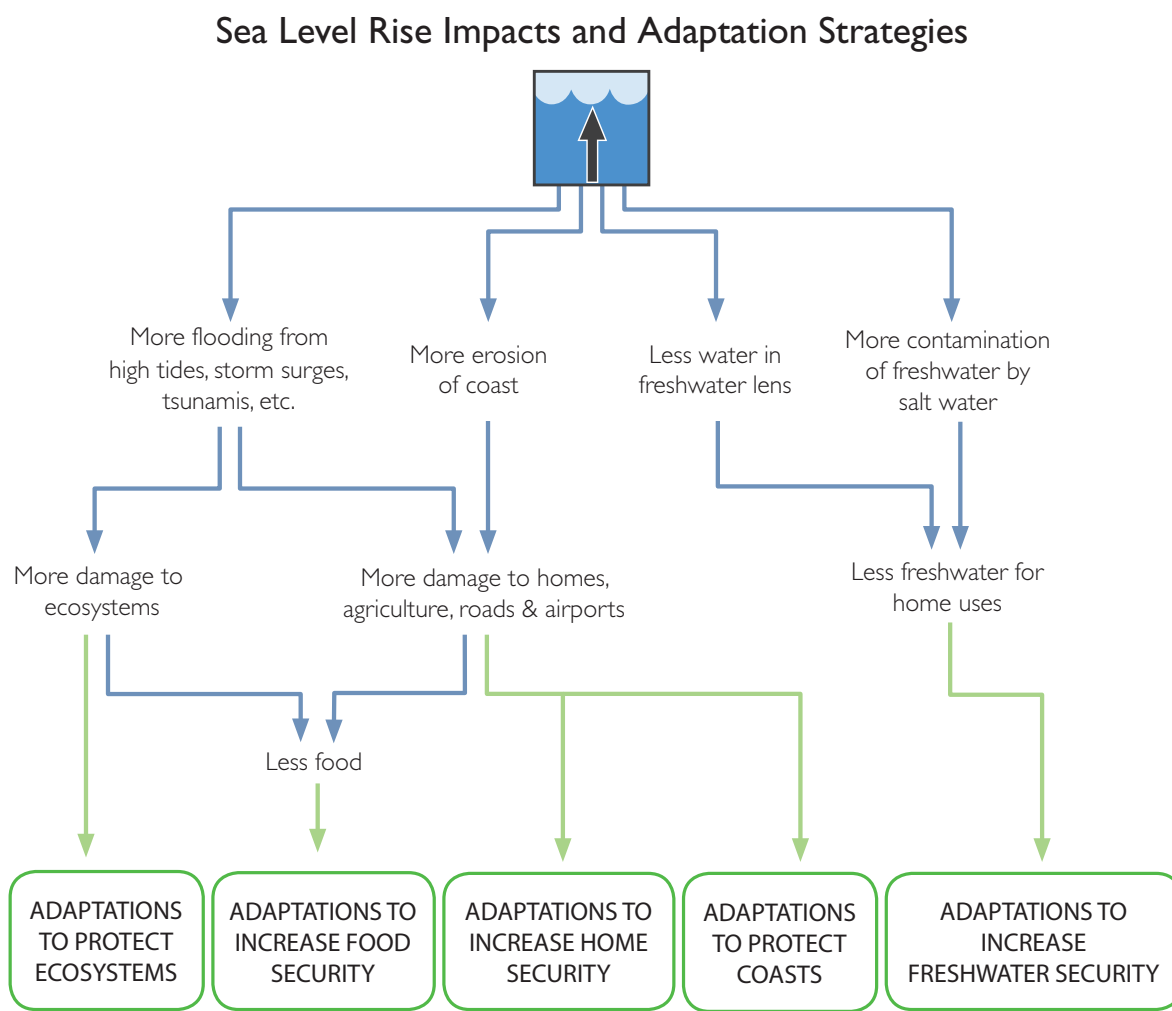 Sea Level Rise Impacts and Adaptation Strategies
More flooding from
high tides, storm surges,
tsunamis, etc.
More erosion
of coast
Less water in
freshwater lens
More contamination
of freshwater by
salt water
More damage to
ecosystems
More damage to homes,
agriculture, roads & airports
Less freshwater for
home uses
Less food
ADAPTATIONS
TO PROTECT
ECOSYSTEMS
ADAPTATIONS TO
INCREASE FOOD
SECURITY
ADAPTATIONS TO
INCREASE HOME
SECURITY
ADAPTATIONS
TO PROTECT
COASTS
ADAPTATIONS TO
INCREASE
FRESHWATER SECURITY